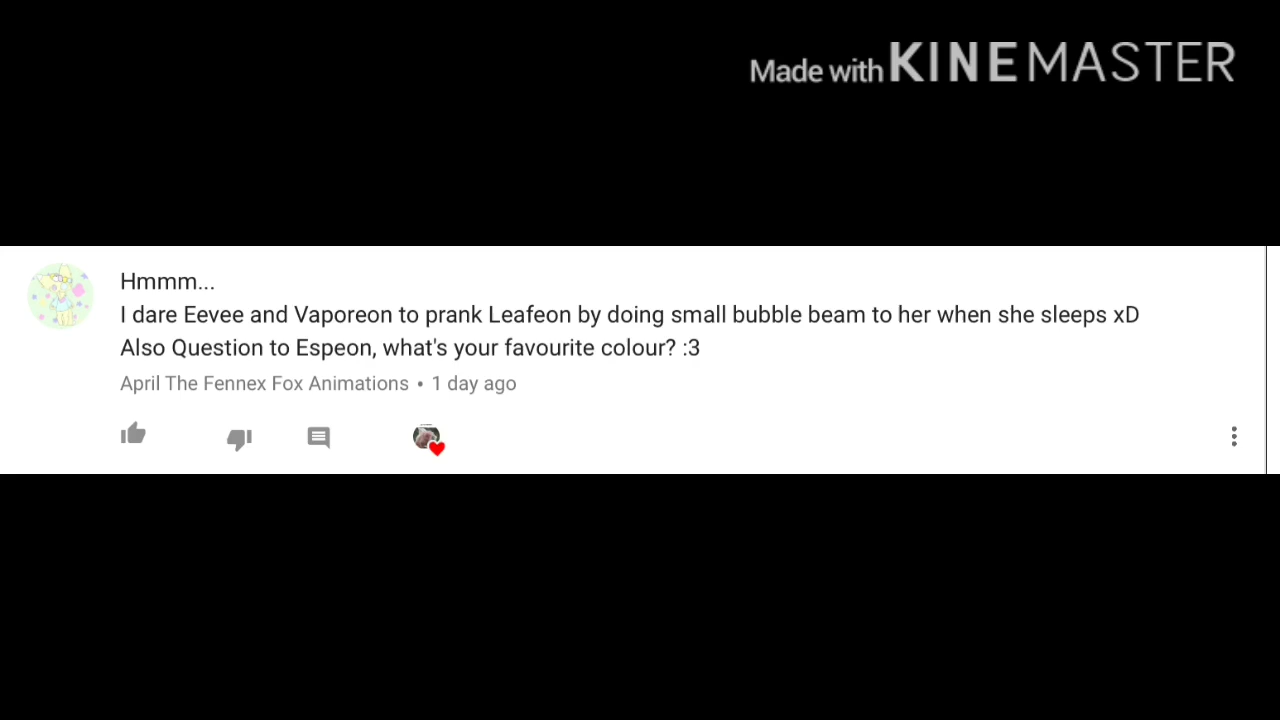 Made with KINEMASTER
Hmmm...
I dare Eevee and Vaporeon to prank Leafeon by doing small bubble beam to her when she sleeps xD
Also Question to Espeon, what's your favourite colour? :3
April The Fennex Fox Animations • 1 day ago